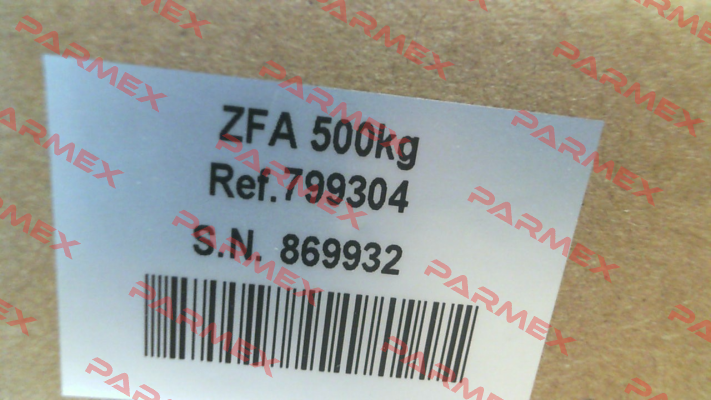 ZFA 500kg
Ref.799304
S.N. 869932
PARMEX